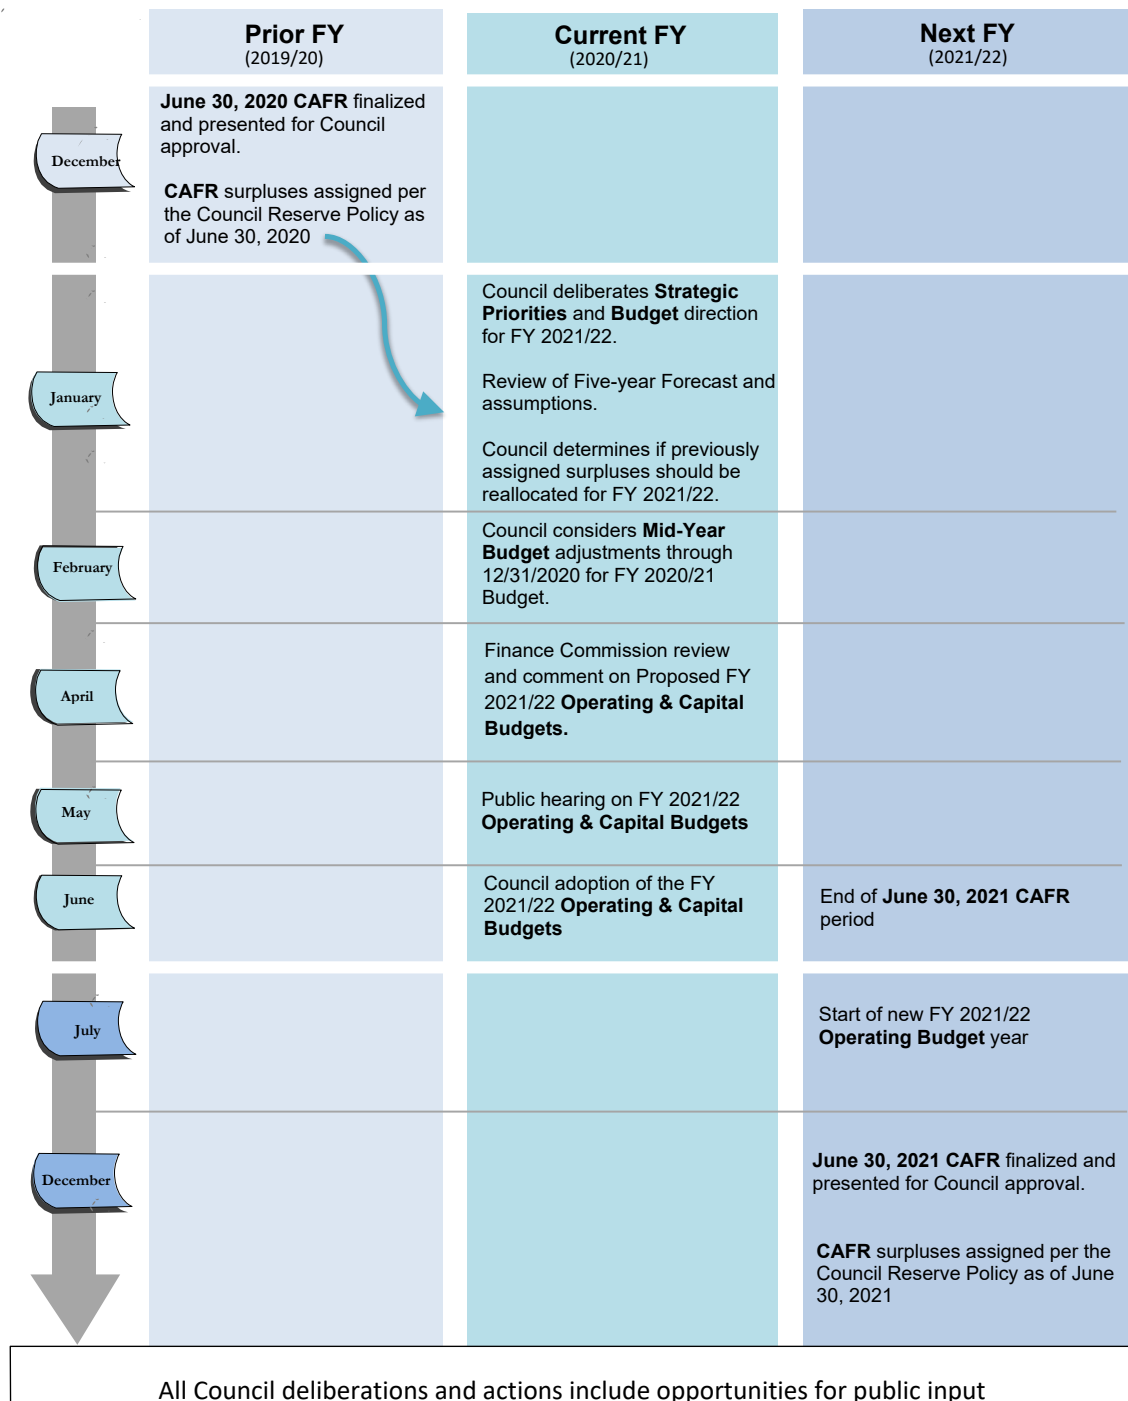 Prior FY
(2019/20)
Current FY
(2020/21)
Next FY
(2021/22)
December
June 30, 2020 CAFR finalized
and presented for Council
approval.
CAFR surpluses assigned per
the Council Reserve Policy as
of June 30, 2020
January
Council deliberates Strategic
Priorities and Budget direction
for FY 2021/22.
Review of Five-year Forecast and
assumptions.
Council determines if previously
assigned surpluses should be
reallocated for FY 2021/22.
February
Council considers Mid-Year
Budget adjustments through
12/31/2020 for FY 2020/21
Budget.
April
Finance Commission review
and comment on Proposed FY
2021/22 Operating & Capital
Budgets.
May
Public hearing on FY 2021/22
Operating & Capital Budgets
June
Council adoption of the FY
2021/22 Operating & Capital
Budgets
End of June 30, 2021 CAFR
period
July
Start of new FY 2021/22
Operating Budget year
December
June 30, 2021 CAFR finalized and
presented for Council approval.
CAFR surpluses assigned per the
Council Reserve Policy as of June
30, 2021
All Council deliberations and actions include opportunities for public input